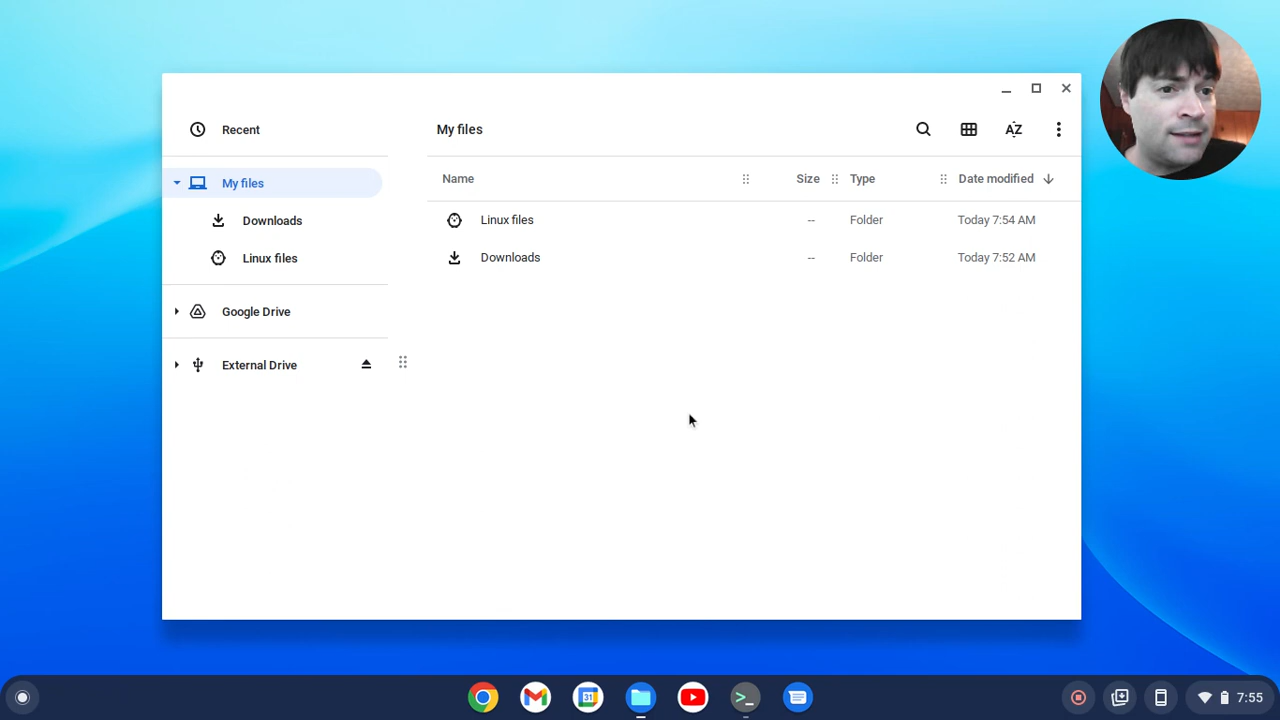 Recent
My files
Downloads
Linux files
Google Drive
External Drive
My files
AZ
Name Size Type Date modified
Linux files -- Folder Today 7:54 AM
Downloads -- Folder Today 7:52 AM
31
>_
7:55